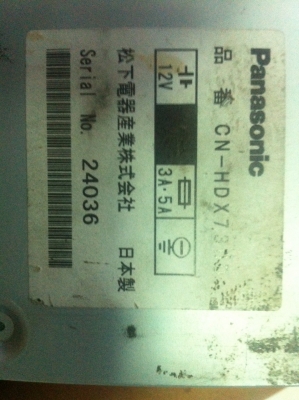 Panasonic
品番 CN-HDX73
12V 3A·5A
松下電器産業株式会社 日本製
Serial No. 24036